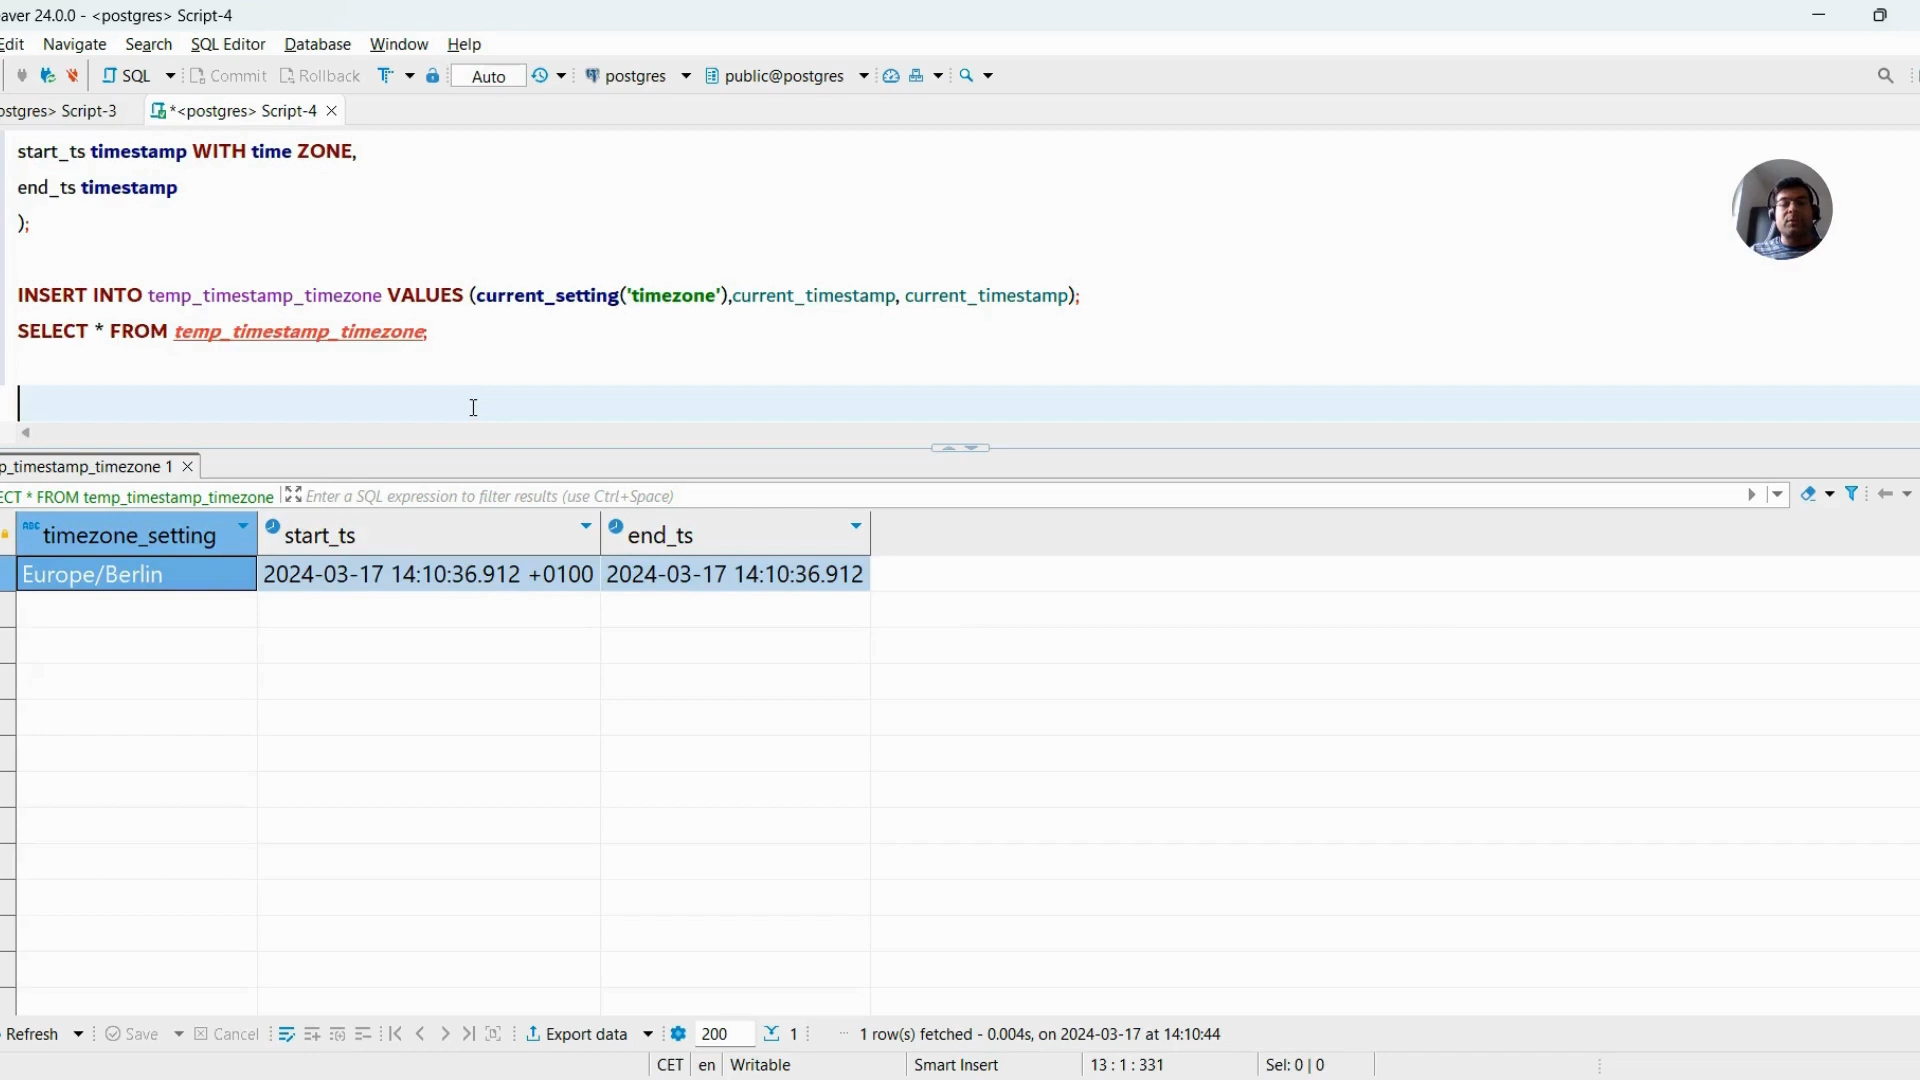 aver 24.0.0 - <postgres> Script-4
Edit Navigate Search SQL Editor Database Window Help
SQL Commit Rollback Auto postgres public@postgres
ostgres> Script-3 *<postgres> Script-4
start_ts timestamp WITH time ZONE,
end_ts timestamp
);
INSERT INTO temp_timestamp_timezone VALUES (current_setting('timezone'),current_timestamp, current_timestamp);
SELECT * FROM temp_timestamp_timezone;
p_timestamp_timezone 1
ECT * FROM temp_timestamp_timezone Enter a SQL expression to filter results (use Ctrl+Space)
ABC timezone_setting start_ts end_ts
Europe/Berlin 2024-03-17 14:10:36.912 +0100 2024-03-17 14:10:36.912
Refresh Save Cancel Export data 200 1 ... 1 row(s) fetched - 0.004s, on 2024-03-17 at 14:10:44
CET en Writable Smart Insert 13 : 1 : 331 Sel: 0 | 0